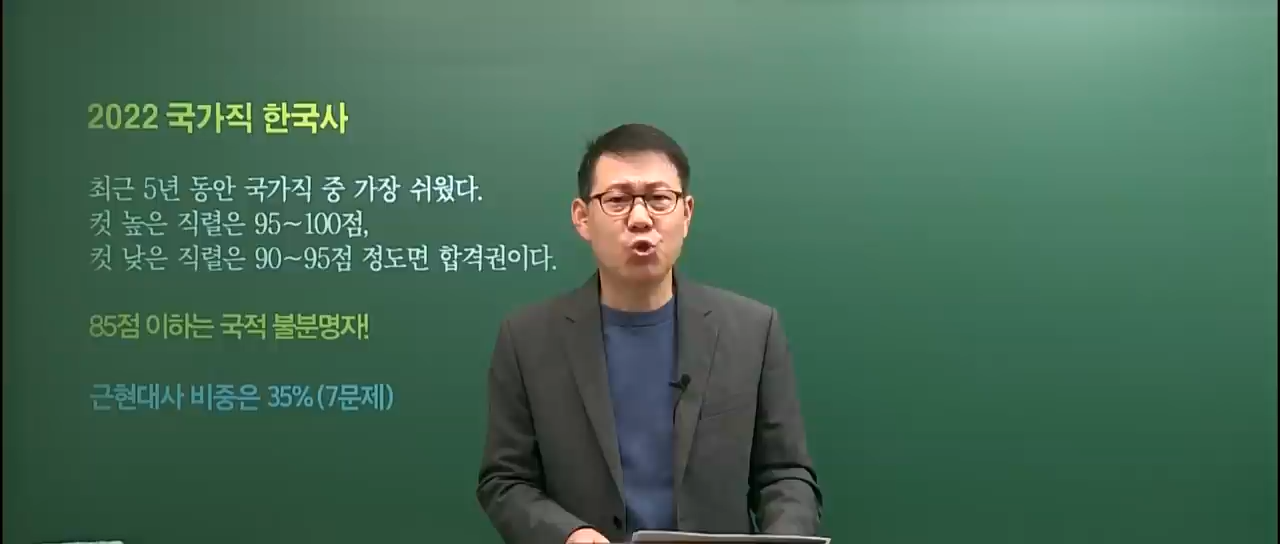 2022 국가직 한국사
최근 5년 동안 국가직 중 가장 쉬웠다.
컷 높은 직렬은 95~100점,
컷 낮은 직렬은 90~95점 정도면 합격권이다.
85점 이하는 국적 불분명자!
근현대사 비중은 35% (7문제)